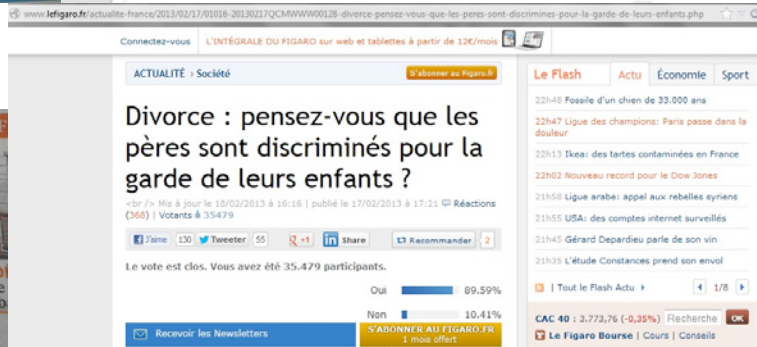 www.lefigaro.fr/actualite-france/2013/02/17/01016-20130217QCMWWW00128-divorce-pensez-vous-que-les-peres-sont-discrimines-pour-la-garde-de-leurs-enfants.php
Connectez-vous L'INTÉGRALE DU FIGARO sur web et tablettes à partir de 12€/mois
ACTUALITÉ › Société
S'abonner au Figaro.fr
Divorce : pensez-vous que les
pères sont discriminés pour la
garde de leurs enfants ?
<br /> Mis à jour le 18/02/2013 à 16:16 | publié le 17/02/2013 à 17:21 Réactions
(368) | Votants 35479
J'aime 130 Tweeter 55 +1 Share Recommander 2
Le vote est clos. Vous avez été 35.479 participants.
Oui 89.59%
Non 10.41%
Recevoir les Newsletters
S'ABONNER AU FIGARO.FR
1 mois offert
Le Flash Actu Économie Sport
22h48 Fossile d'un chien de 33.000 ans
22h47 Ligue des champions: Paris passe dans la
douleur
22h13 Ikea: des tartes contaminées en France
22h02 Nouveau record pour le Dow Jones
21h58 Ligue arabe: appel aux rebelles syriens
21h55 USA: des comptes internet surveillés
21h45 Gérard Depardieu parle de son vin
21h35 L'étude Constances prend son envol
| Tout le Flash Actu 1/8
CAC 40 : 3.773,76 (-0,35%) Recherche OK
Le Figaro Bourse | Cours | Conseils